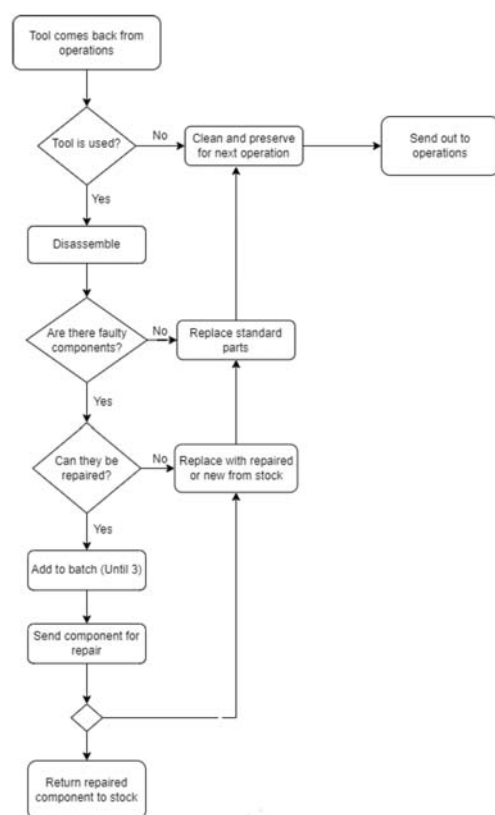 Tool comes back from
operations
Tool is used?
No
Clean and preserve
for next operation
Send out to
operations
Yes
Disassemble
Are there faulty
components?
No
Replace standard
parts
Yes
Can they be
repaired?
No
Replace with repaired
or new from stock
Yes
Add to batch (Until 3)
Send component for
repair
Return repaired
component to stock